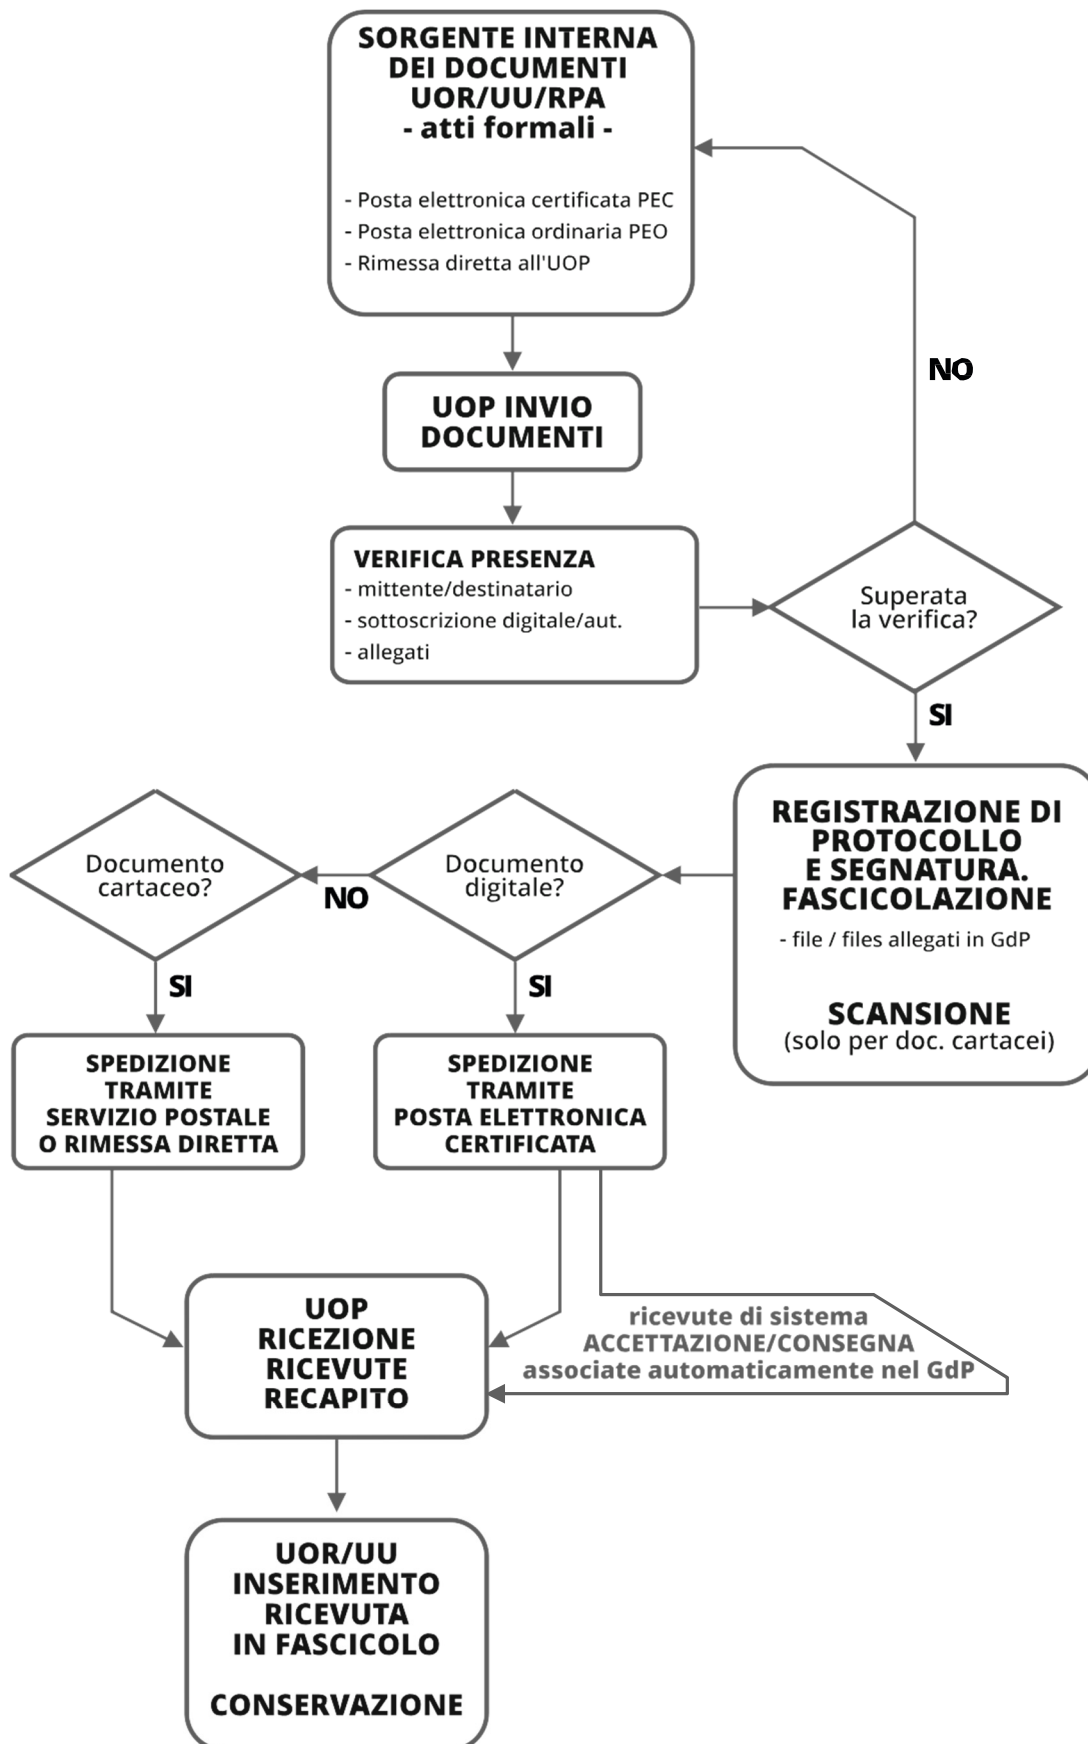 SORGENTE INTERNA
DEI DOCUMENTI
UOR/UU/RPA
- atti formali -
- Posta elettronica certificata PEC
- Posta elettronica ordinaria PEO
- Rimessa diretta all'UOP
NO
UOP INVIO
DOCUMENTI
VERIFICA PRESENZA
- mittente/destinatario
- sottoscrizione digitale/aut.
- allegati
Superata
la verifica?
SI
REGISTRAZIONE DI
PROTOCOLLO
E SEGNATURA.
FASCICOLAZIONE
- file / files allegati in GdP
SCANSIONE
(solo per doc. cartacei)
Documento
digitale?
NO
Documento
cartaceo?
SI
SI
SPEDIZIONE
TRAMITE
SERVIZIO POSTALE
O RIMESSA DIRETTA
SPEDIZIONE
TRAMITE
POSTA ELETTRONICA
CERTIFICATA
ricevute di sistema
ACCETTAZIONE/CONSEGNA
associate automaticamente nel GdP
UOP
RICEZIONE
RICEVUTE
RECAPITO
UOR/UU
INSERIMENTO
RICEVUTA
IN FASCICOLO
CONSERVAZIONE